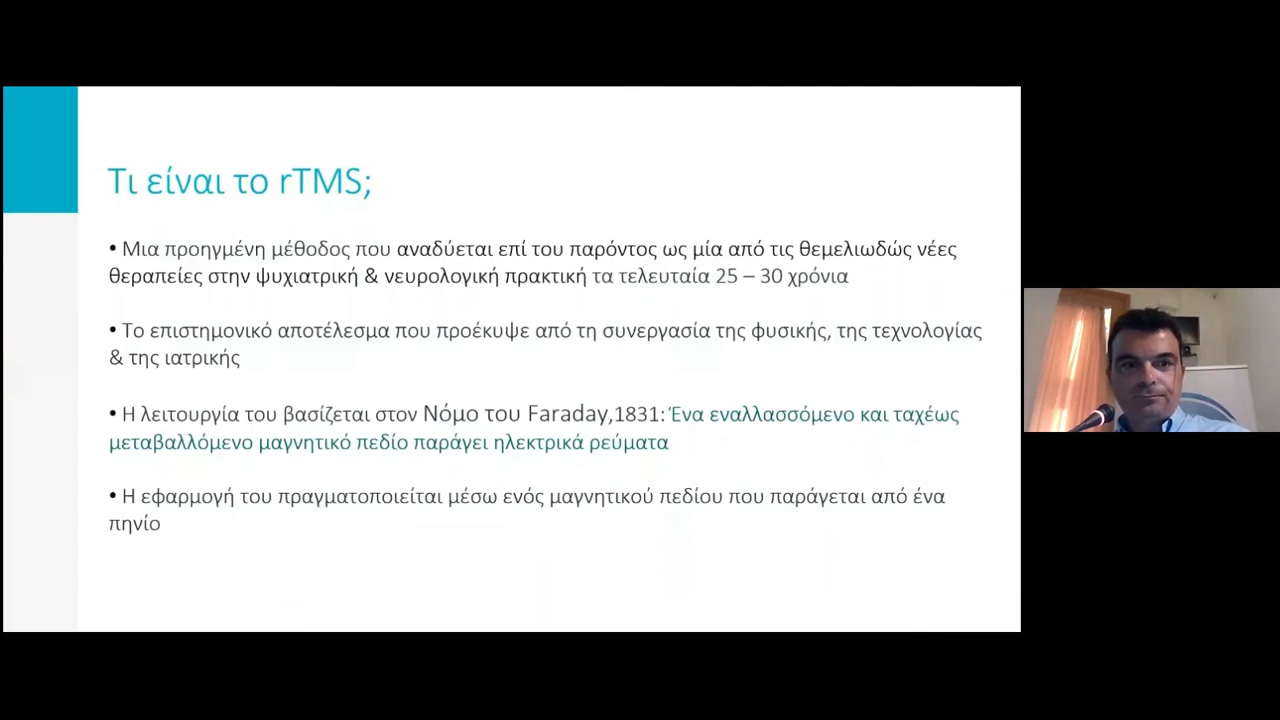 Τι είναι το rTMS;
• Μια προηγμένη μέθοδος που αναδύεται επί του παρόντος ως μία από τις θεμελιωδώς νέες
θεραπείες στην ψυχιατρική & νευρολογική πρακτική τα τελευταία 25 – 30 χρόνια
• Το επιστημονικό αποτέλεσμα που προέκυψε από τη συνεργασία της φυσικής, της τεχνολογίας
& της ιατρικής
• Η λειτουργία του βασίζεται στον Νόμο του Faraday,1831: Ένα εναλλασσόμενο και ταχέως
μεταβαλλόμενο μαγνητικό πεδίο παράγει ηλεκτρικά ρεύματα
• Η εφαρμογή του πραγματοποιείται μέσω ενός μαγνητικού πεδίου που παράγεται από ένα
πηνίο